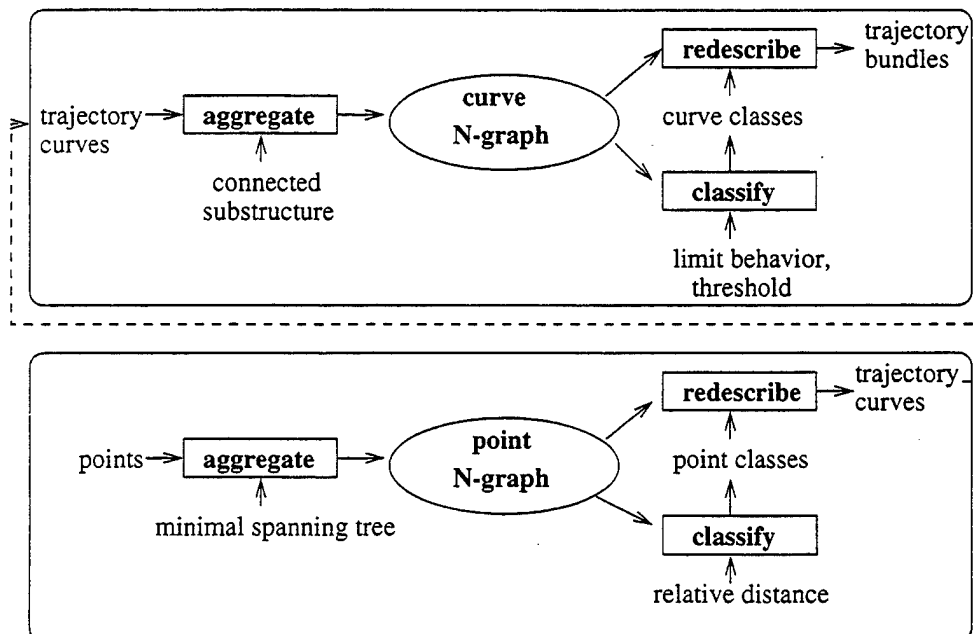 trajectory
bundles
redescribe
curve
N-graph
trajectory
curves
aggregate
curve classes
connected
substructure
classify
limit behavior,
threshold
trajectory
curves
redescribe
point
N-graph
points
aggregate
point classes
minimal spanning tree
classify
relative distance